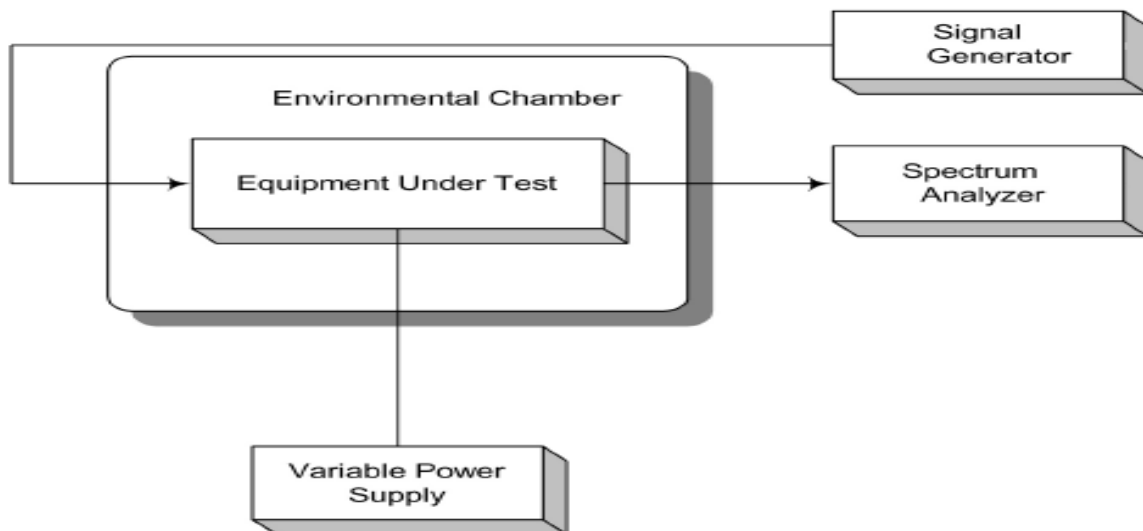 Signal
Generator
Environmental Chamber
Equipment Under Test
Spectrum
Analyzer
Variable Power
Supply